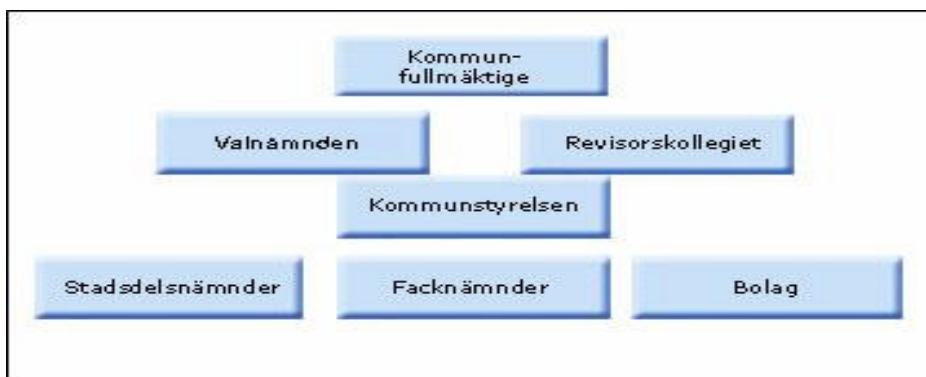 Kommun-
fullmäktige
Valnämnden
Revisorskollegiet
Kommunstyrelsen
Stadsdelsnämnder
Facknämnder
Bolag